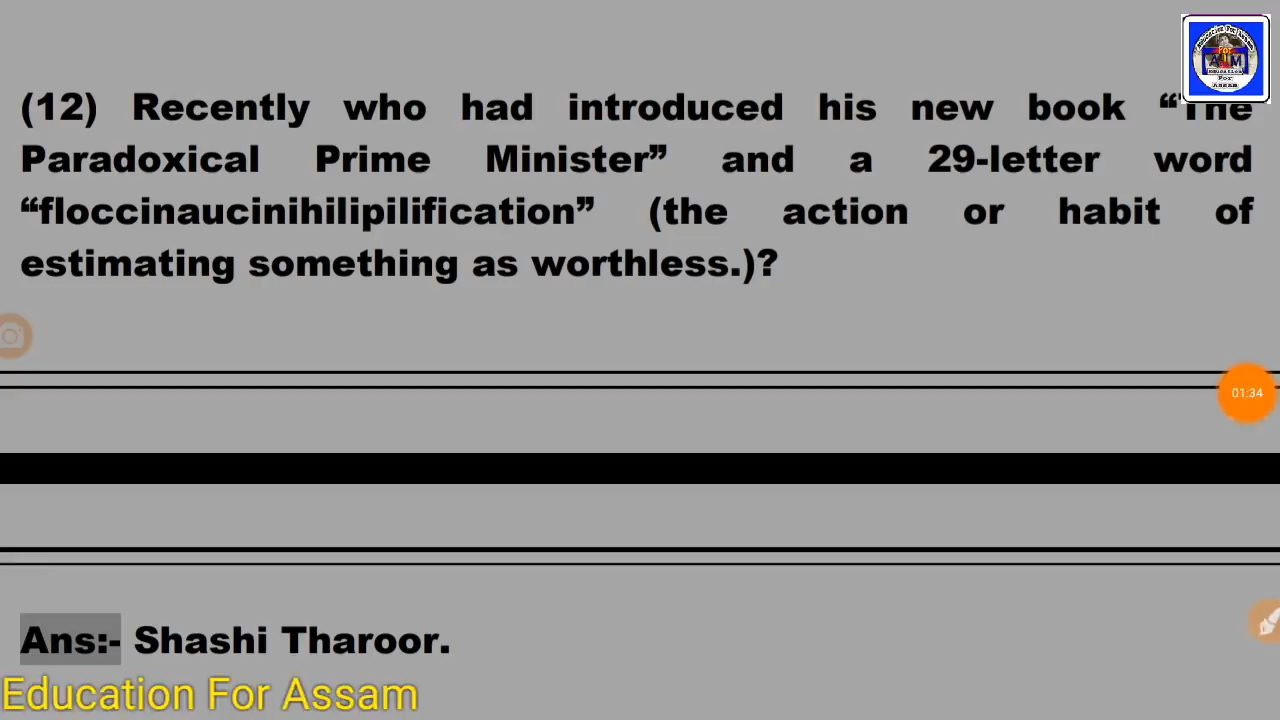 (12) Recently who had introduced his new book “The
Paradoxical Prime Minister” and a 29-letter word
“floccinaucinihilipilification” (the action or habit of
estimating something as worthless.)?
01:34
Ans:- Shashi Tharoor.
Education For Assam